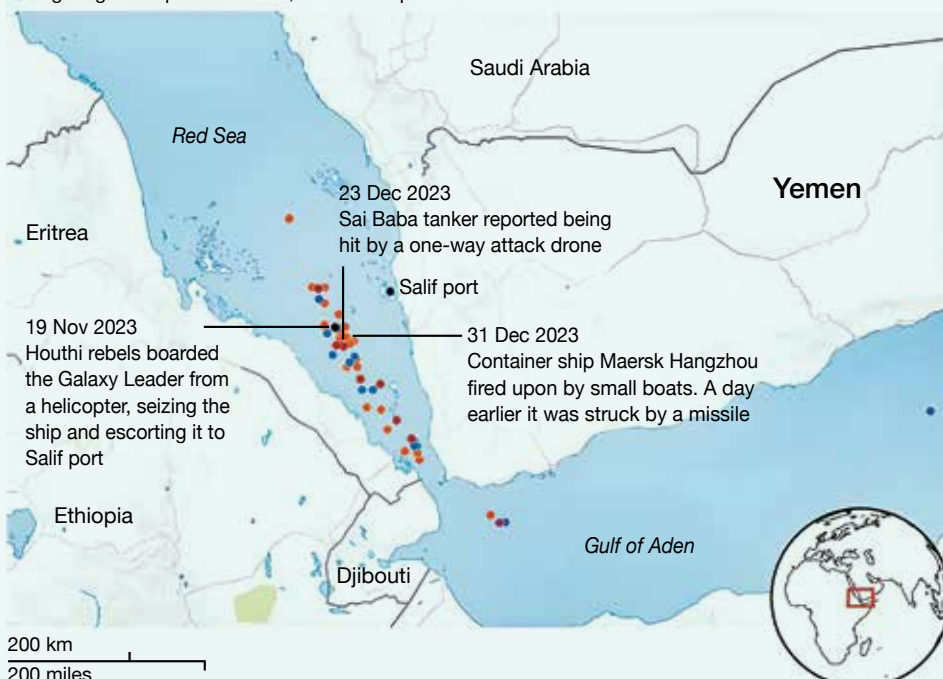 Saudi Arabia
Red Sea
Yemen
23 Dec 2023
Sai Baba tanker reported being
hit by a one-way attack drone
Eritrea
Salif port
19 Nov 2023
Houthi rebels boarded
the Galaxy Leader from
a helicopter, seizing the
ship and escorting it to
Salif port
31 Dec 2023
Container ship Maersk Hangzhou
fired upon by small boats. A day
earlier it was struck by a missile
Ethiopia
Gulf of Aden
Djibouti
200 km
200 miles